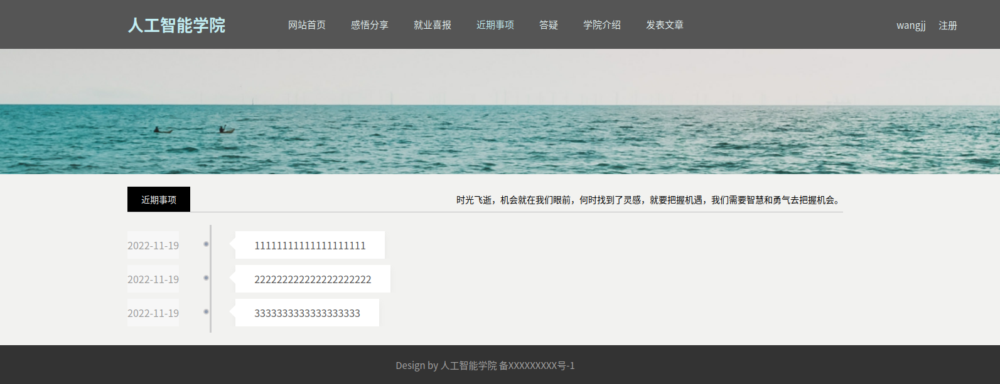 人工智能学院
网站首页 感悟分享 就业喜报 近期事项 答疑 学院介绍 发表文章
wangjj 注册
近期事项
时光飞逝，机会就在我们眼前，何时找到了灵感，就要把握机遇，我们需要智慧和勇气去把握机会。
2022-11-19 11111111111111111111
2022-11-19 222222222222222222222
2022-11-19 3333333333333333333
Design by 人工智能学院 备XXXXXXXXX号-1